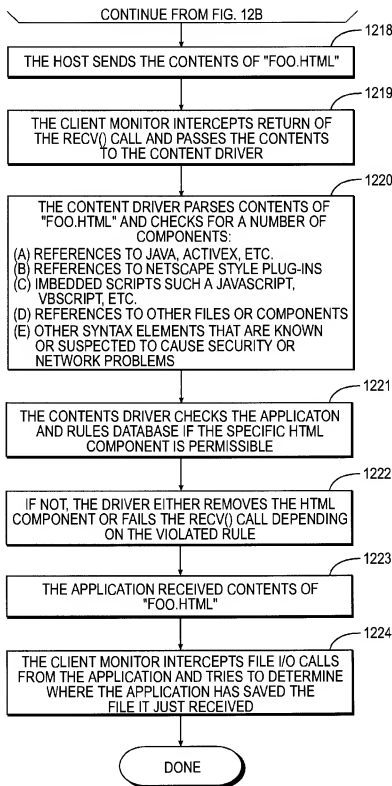 CONTINUE FROM FIG. 12B
1218
THE HOST SENDS THE CONTENTS OF "FOO.HTML"
1219
THE CLIENT MONITOR INTERCEPTS RETURN OF
THE RECV() CALL AND PASSES THE CONTENTS
TO THE CONTENT DRIVER
1220
THE CONTENT DRIVER PARSES CONTENTS OF
"FOO.HTML" AND CHECKS FOR A NUMBER OF
COMPONENTS:
(A) REFERENCES TO JAVA, ACTIVEX, ETC.
(B) REFERENCES TO NETSCAPE STYLE PLUG-INS
(C) IMBEDDED SCRIPTS SUCH A JAVASCRIPT,
VBSCRIPT, ETC.
(D) REFERENCES TO OTHER FILES OR COMPONENTS
(E) OTHER SYNTAX ELEMENTS THAT ARE KNOWN
OR SUSPECTED TO CAUSE SECURITY OR
NETWORK PROBLEMS
1221
THE CONTENTS DRIVER CHECKS THE APPLICATON
AND RULES DATABASE IF THE SPECIFIC HTML
COMPONENT IS PERMISSIBLE
1222
IF NOT, THE DRIVER EITHER REMOVES THE HTML
COMPONENT OR FAILS THE RECV() CALL DEPENDING
ON THE VIOLATED RULE
1223
THE APPLICATION RECEIVED CONTENTS OF
"FOO.HTML"
1224
THE CLIENT MONITOR INTERCEPTS FILE I/O CALLS
FROM THE APPLICATION AND TRIES TO DETERMINE
WHERE THE APPLICATION HAS SAVED THE
FILE IT JUST RECEIVED
DONE